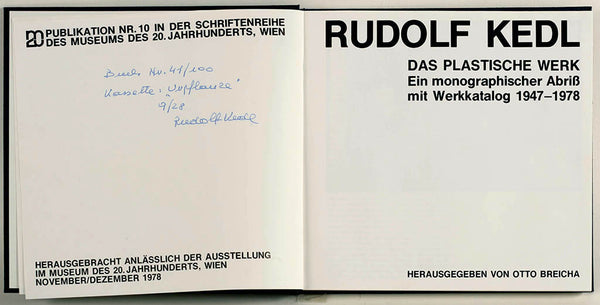 20 PUBLIKATION NR. 10 IN DER SCHRIFTENREIHE
DES MUSEUMS DES 20. JAHRHUNDERTS, WIEN
Buch Nr. 41/100
Kassette: "Urpflanze"
9/28
Rudolf Kedl
HERAUSGEBRACHT ANLÄSSLICH DER AUSSTELLUNG
IM MUSEUM DES 20. JAHRHUNDERTS, WIEN
NOVEMBER/DEZEMBER 1978
RUDOLF KEDL
DAS PLASTISCHE WERK
Ein monographischer Abriß
mit Werkkatalog 1947–1978
HERAUSGEGEBEN VON OTTO BREICHA